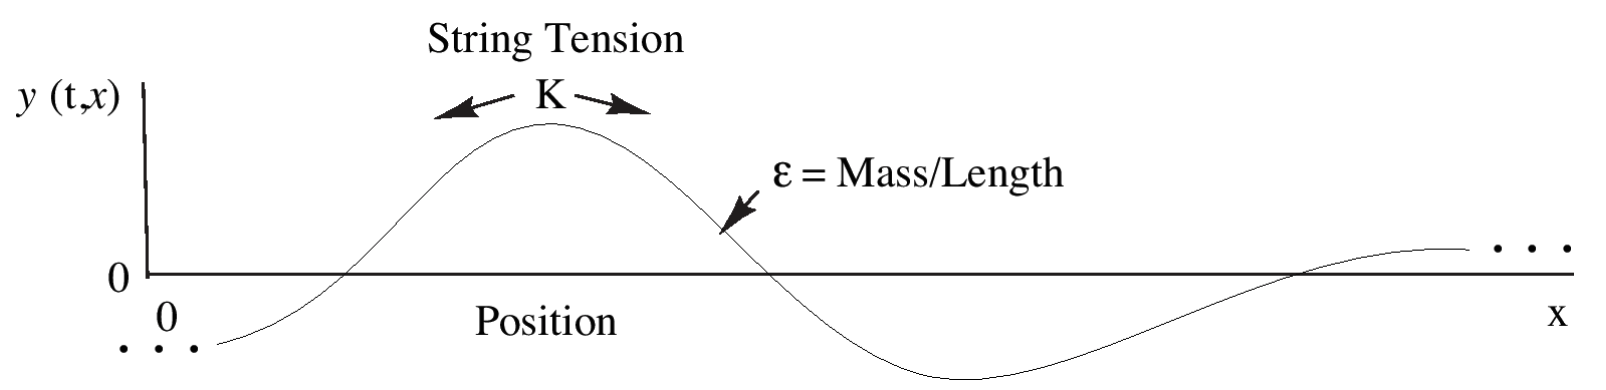 String Tension
y (t,x)
K
ε = Mass/Length
0
0
Position
x